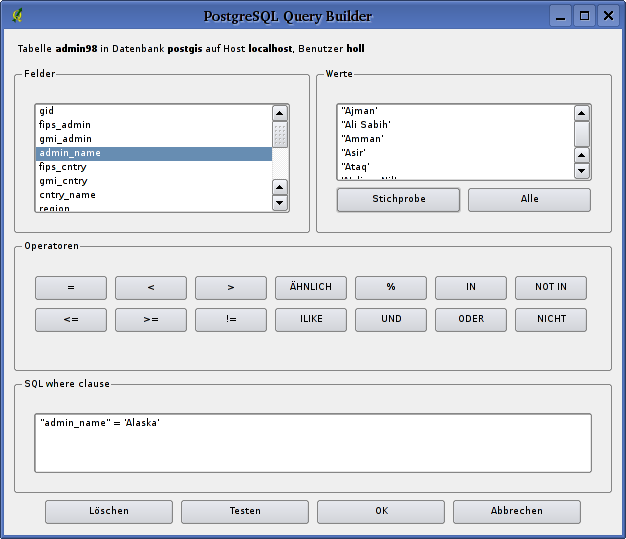 PostgreSQL Query Builder
Tabelle admin98 in Datenbank postgis auf Host localhost, Benutzer holl
Felder
gid
fips_admin
gmi_admin
admin_name
fips_cntry
gmi_cntry
cntry_name
region
Werte
"Ajman'
"Ali Sabih'
"Amman'
"Asir'
"Ataq'
Stichprobe
Alle
Operatoren
= < > ÄHNLICH % IN NOT IN
<= >= != ILIKE UND ODER NICHT
SQL where clause
"admin_name" = 'Alaska'
Löschen Testen OK Abbrechen